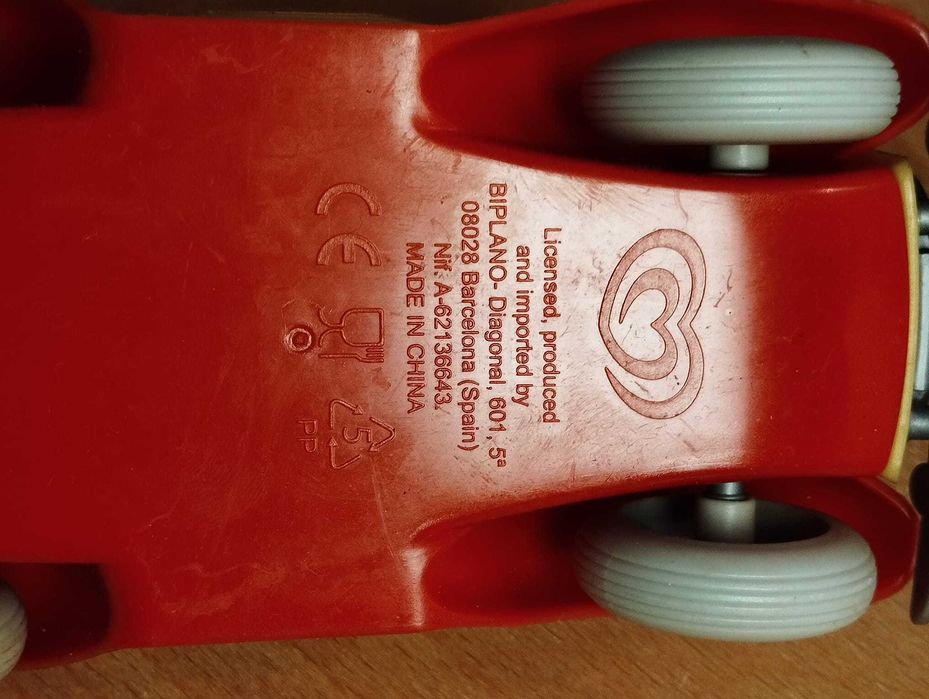 Licensed, produced
and imported by
BIPLANO- Diagonal, 601, 5ª
08028 Barcelona (Spain)
Nif. A-62136643.
MADE IN CHINA
CE
5
PP